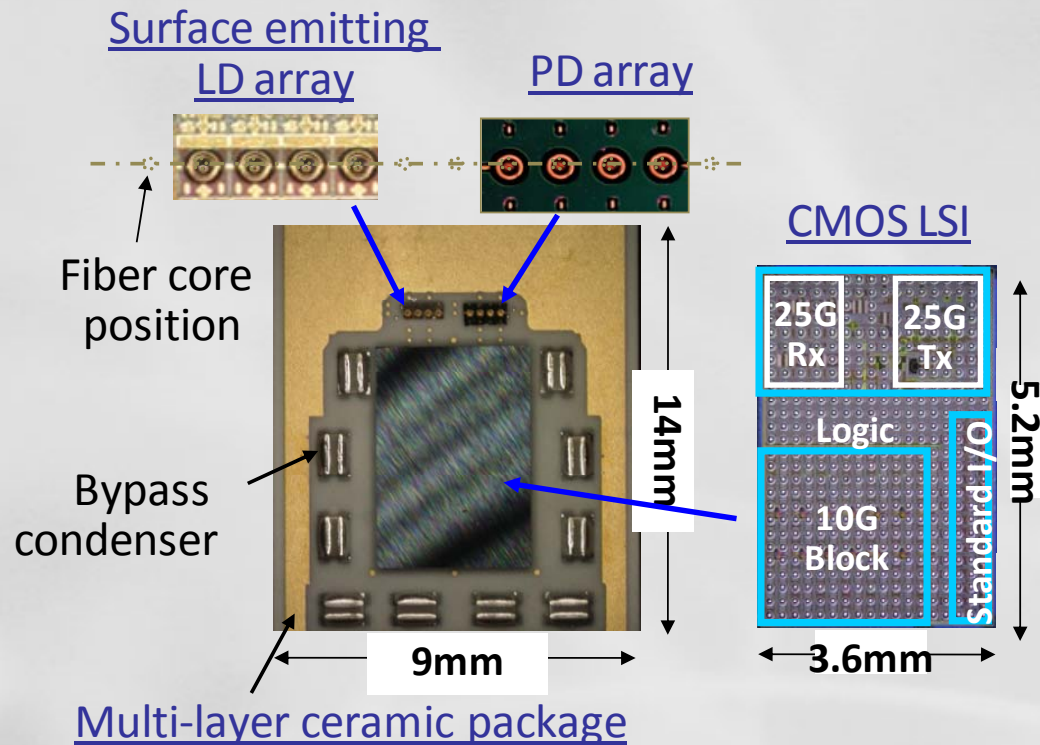 Surface emitting
LD array
PD array
CMOS LSI
Fiber core
position
25G
Rx
25G
Tx
14mm
5.2mm
Logic
Standard I/O
Bypass
condenser
10G
Block
9mm
3.6mm
Multi-layer ceramic package